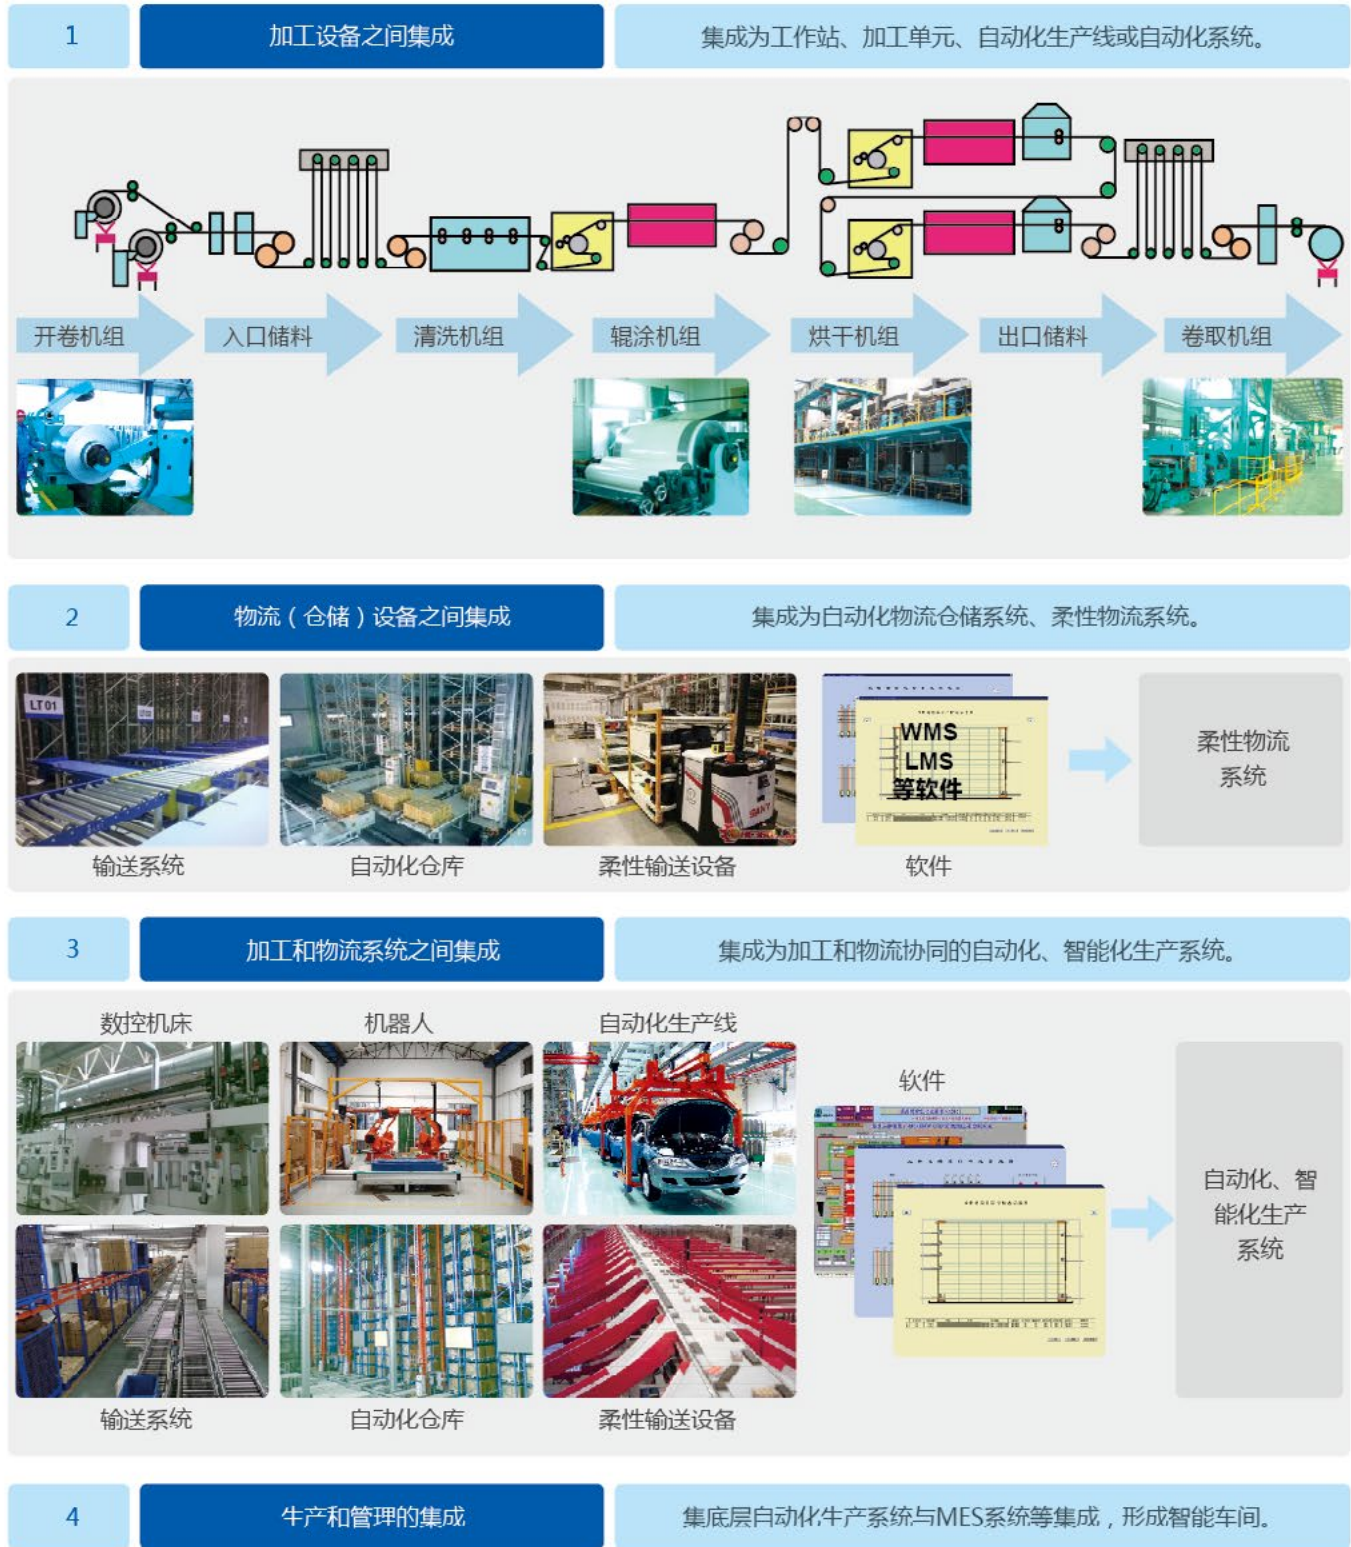 1
加工设备之间集成
集成为工作站、加工单元、自动化生产线或自动化系统。
开卷机组
入口储料
清洗机组
辊涂机组
烘干机组
出口储料
卷取机组
2
物流（仓储）设备之间集成
集成为自动化物流仓储系统、柔性物流系统。
LT01
WMS
LMS
等软件
柔性物流
系统
输送系统
自动化仓库
柔性输送设备
软件
3
加工和物流系统之间集成
集成为加工和物流协同的自动化、智能化生产系统。
数控机床
机器人
自动化生产线
软件
自动化、智
能化生产
系统
输送系统
自动化仓库
柔性输送设备
4
生产和管理的集成
集底层自动化生产系统与MES系统等集成，形成智能车间。